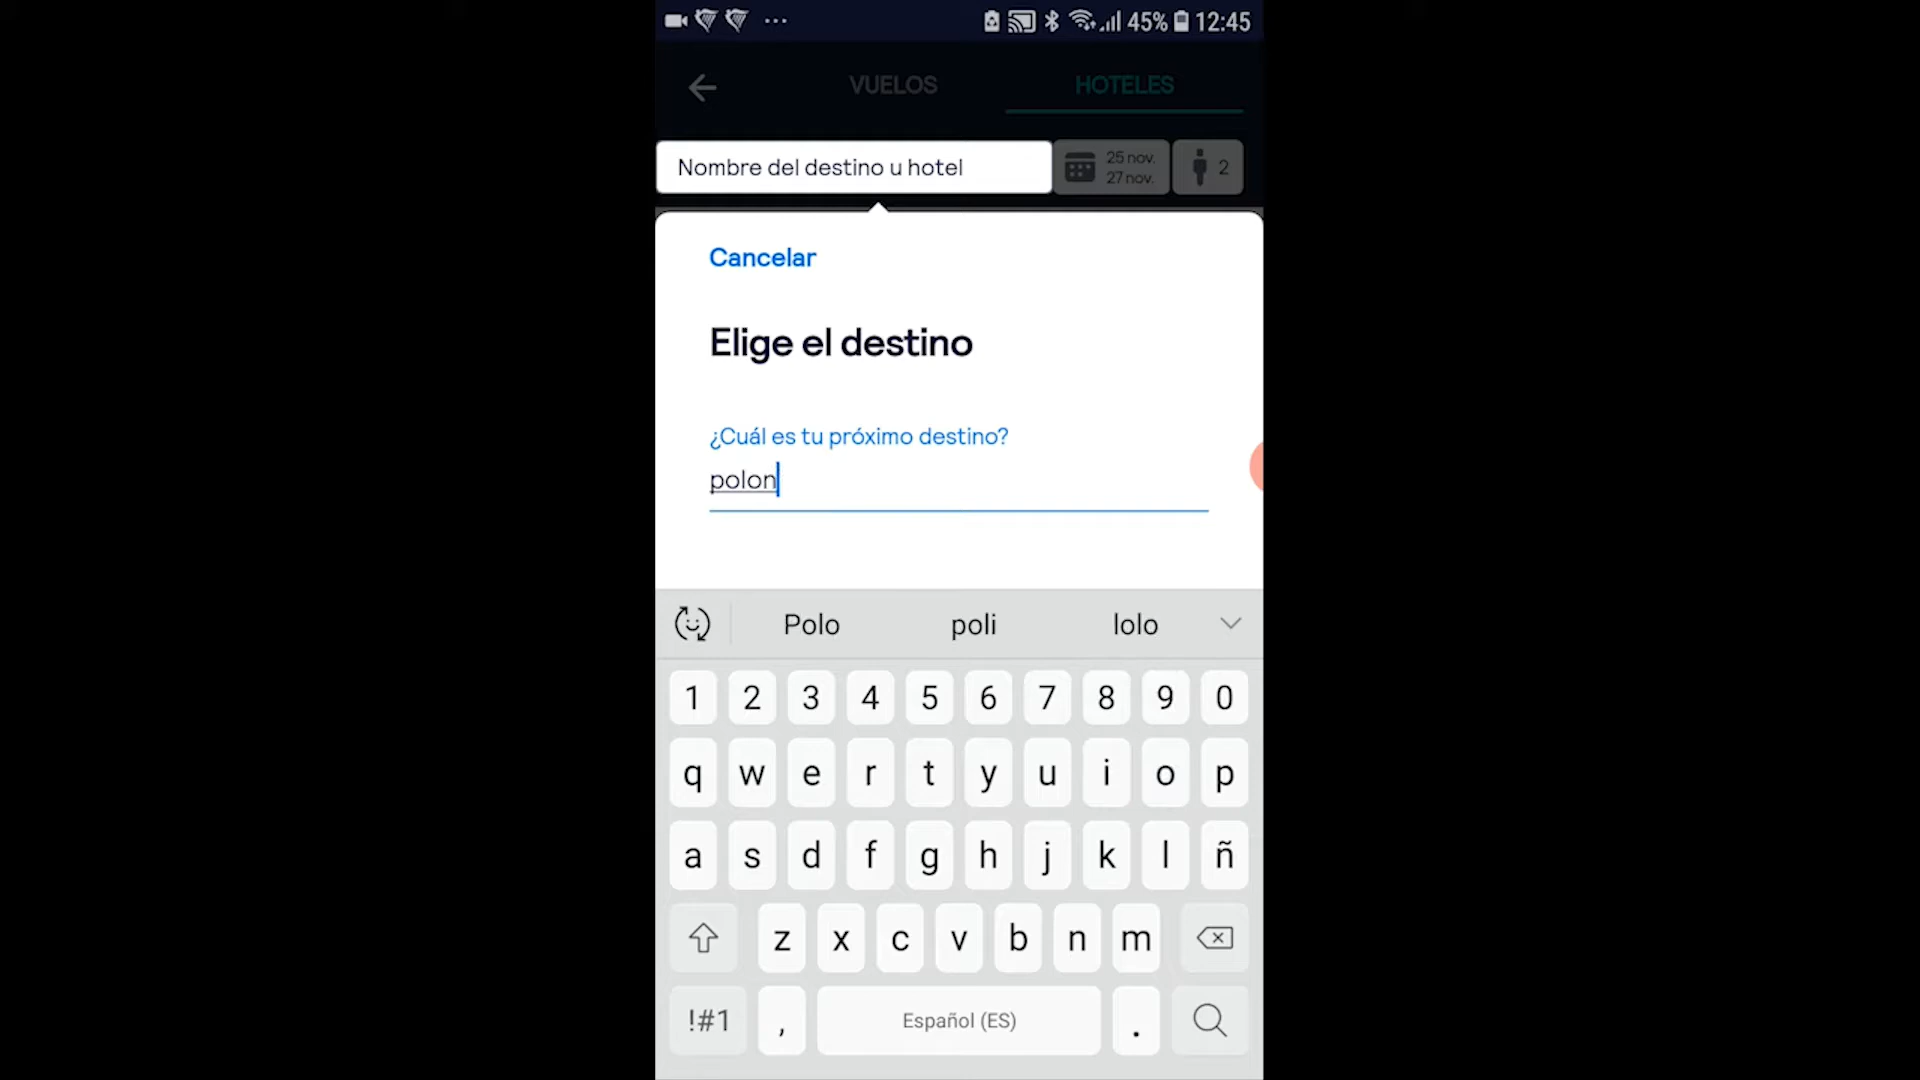 45% 12:45
VUELOS HOTELES
Nombre del destino u hotel
25 nov.
27 nov.
2
Cancelar
Elige el destino
¿Cuál es tu próximo destino?
polon
Polo poli lolo
1 2 3 4 5 6 7 8 9 0
q w e r t y u i o p
a s d f g h j k l ñ
z x c v b n m
!#1 , Español (ES) .